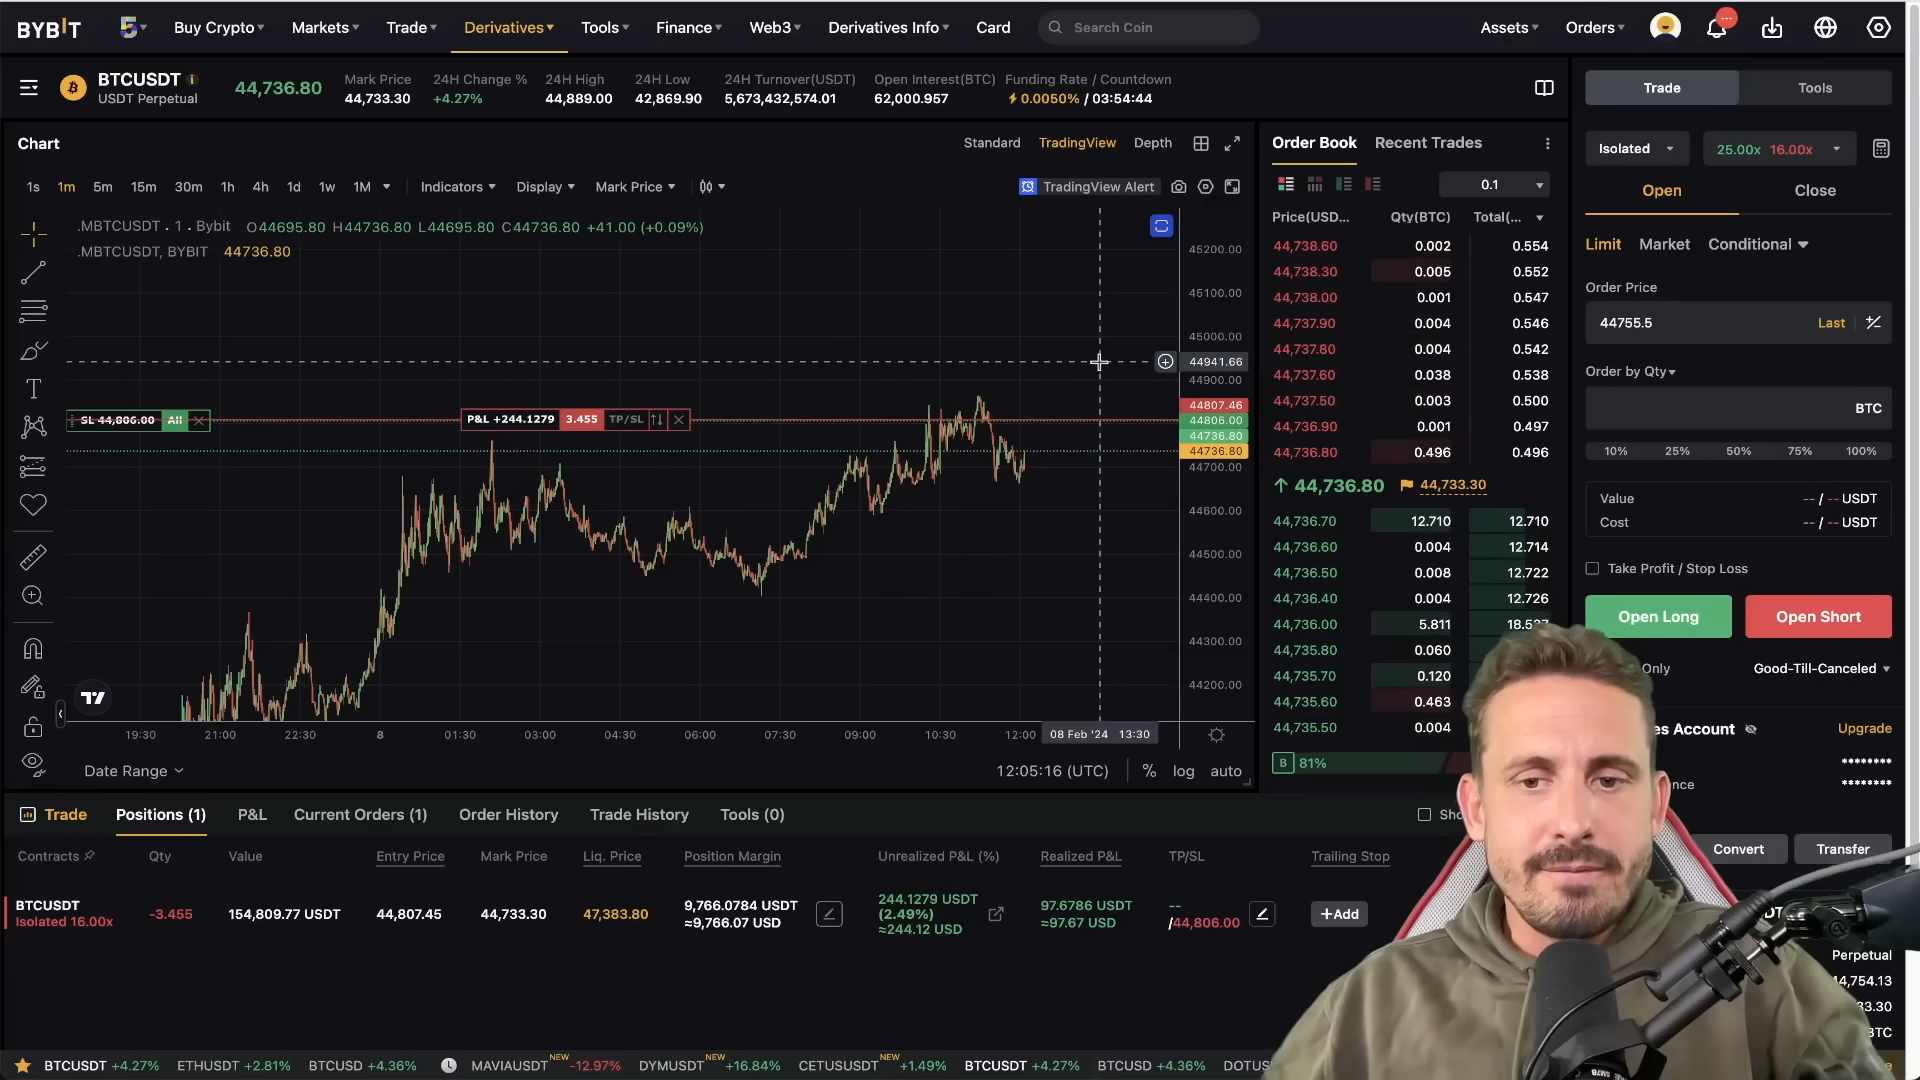 BYBIT
Buy Crypto
Markets
Trade
Derivatives
Tools
Finance
Web3
Derivatives Info
Card
Search Coin
Assets
Orders
BTCUSDT
USDT Perpetual
44,736.80
Mark Price
44,733.30
24H Change %
+4.27%
24H High
44,889.00
24H Low
42,869.90
24H Turnover(USDT)
5,673,432,574.01
Open Interest(BTC)
62,000.957
Funding Rate / Countdown
0.0050% / 03:54:44
Trade
Tools
Chart
Standard
TradingView
Depth
1s 1m 5m 15m 30m 1h 4h 1d 1w 1M
Indicators
Display
Mark Price
TradingView Alert
.MBTCUSDT . 1 . Bybit O44695.80 H44736.80 L44695.80 C44736.80 +41.00 (+0.09%)
.MBTCUSDT, BYBIT 44736.80
45200.00
45100.00
45000.00
44941.66
44900.00
44807.46
44806.00
44736.80
44736.80
44700.00
44600.00
44500.00
44400.00
44300.00
44200.00
SL 44,806.00 All
P&L +244.1279 3.455 TP/SL
19:30 21:00 22:30 8 01:30 03:00 04:30 06:00 07:30 09:00 10:30 12:00 08 Feb '24 13:30
Date Range
12:05:16 (UTC) % log auto
Order Book
Recent Trades
0.1
Price(USD... Qty(BTC) Total(...
44,738.60 0.002 0.554
44,738.30 0.005 0.552
44,738.00 0.001 0.547
44,737.90 0.004 0.546
44,737.80 0.004 0.542
44,737.60 0.038 0.538
44,737.50 0.003 0.500
44,736.90 0.001 0.497
44,736.80 0.496 0.496
44,736.80 44,733.30
44,736.70 12.710 12.710
44,736.60 0.004 12.714
44,736.50 0.008 12.722
44,736.40 0.004 12.726
44,736.00 5.811
44,735.80 0.060
44,735.70 0.120
44,735.60 0.463
44,735.50 0.004
B 81%
Isolated
25.00x 16.00x
Open
Close
Limit
Market
Conditional
Order Price
44755.5
Last
Order by Qty
BTC
10% 25% 50% 75% 100%
Value -- / -- USDT
Cost -- / -- USDT
Take Profit / Stop Loss
Open Long
Open Short
Only
Good-Till-Canceled
es Account
Upgrade
********
nce
********
Convert
Transfer
Perpetual
BTC
Trade
Positions (1)
P&L
Current Orders (1)
Order History
Trade History
Tools (0)
Contracts Qty Value Entry Price Mark Price Liq. Price Position Margin Unrealized P&L (%) Realized P&L TP/SL Trailing Stop
BTCUSDT
Isolated 16.00x
-3.455
154,809.77 USDT
44,807.45
44,733.30
47,383.80
9,766.0784 USDT
≈9,766.07 USD
244.1279 USDT
(2.49%)
≈244.12 USD
97.6786 USDT
≈97.67 USD
--
/44,806.00
+Add
BTCUSDT +4.27% ETHUSDT +2.81% BTCUSD +4.36% MAVIAUSDT NEW -12.97% DYMUSDT NEW +16.84% CETUSUSDT NEW +1.49% BTCUSDT +4.27% BTCUSD +4.36%